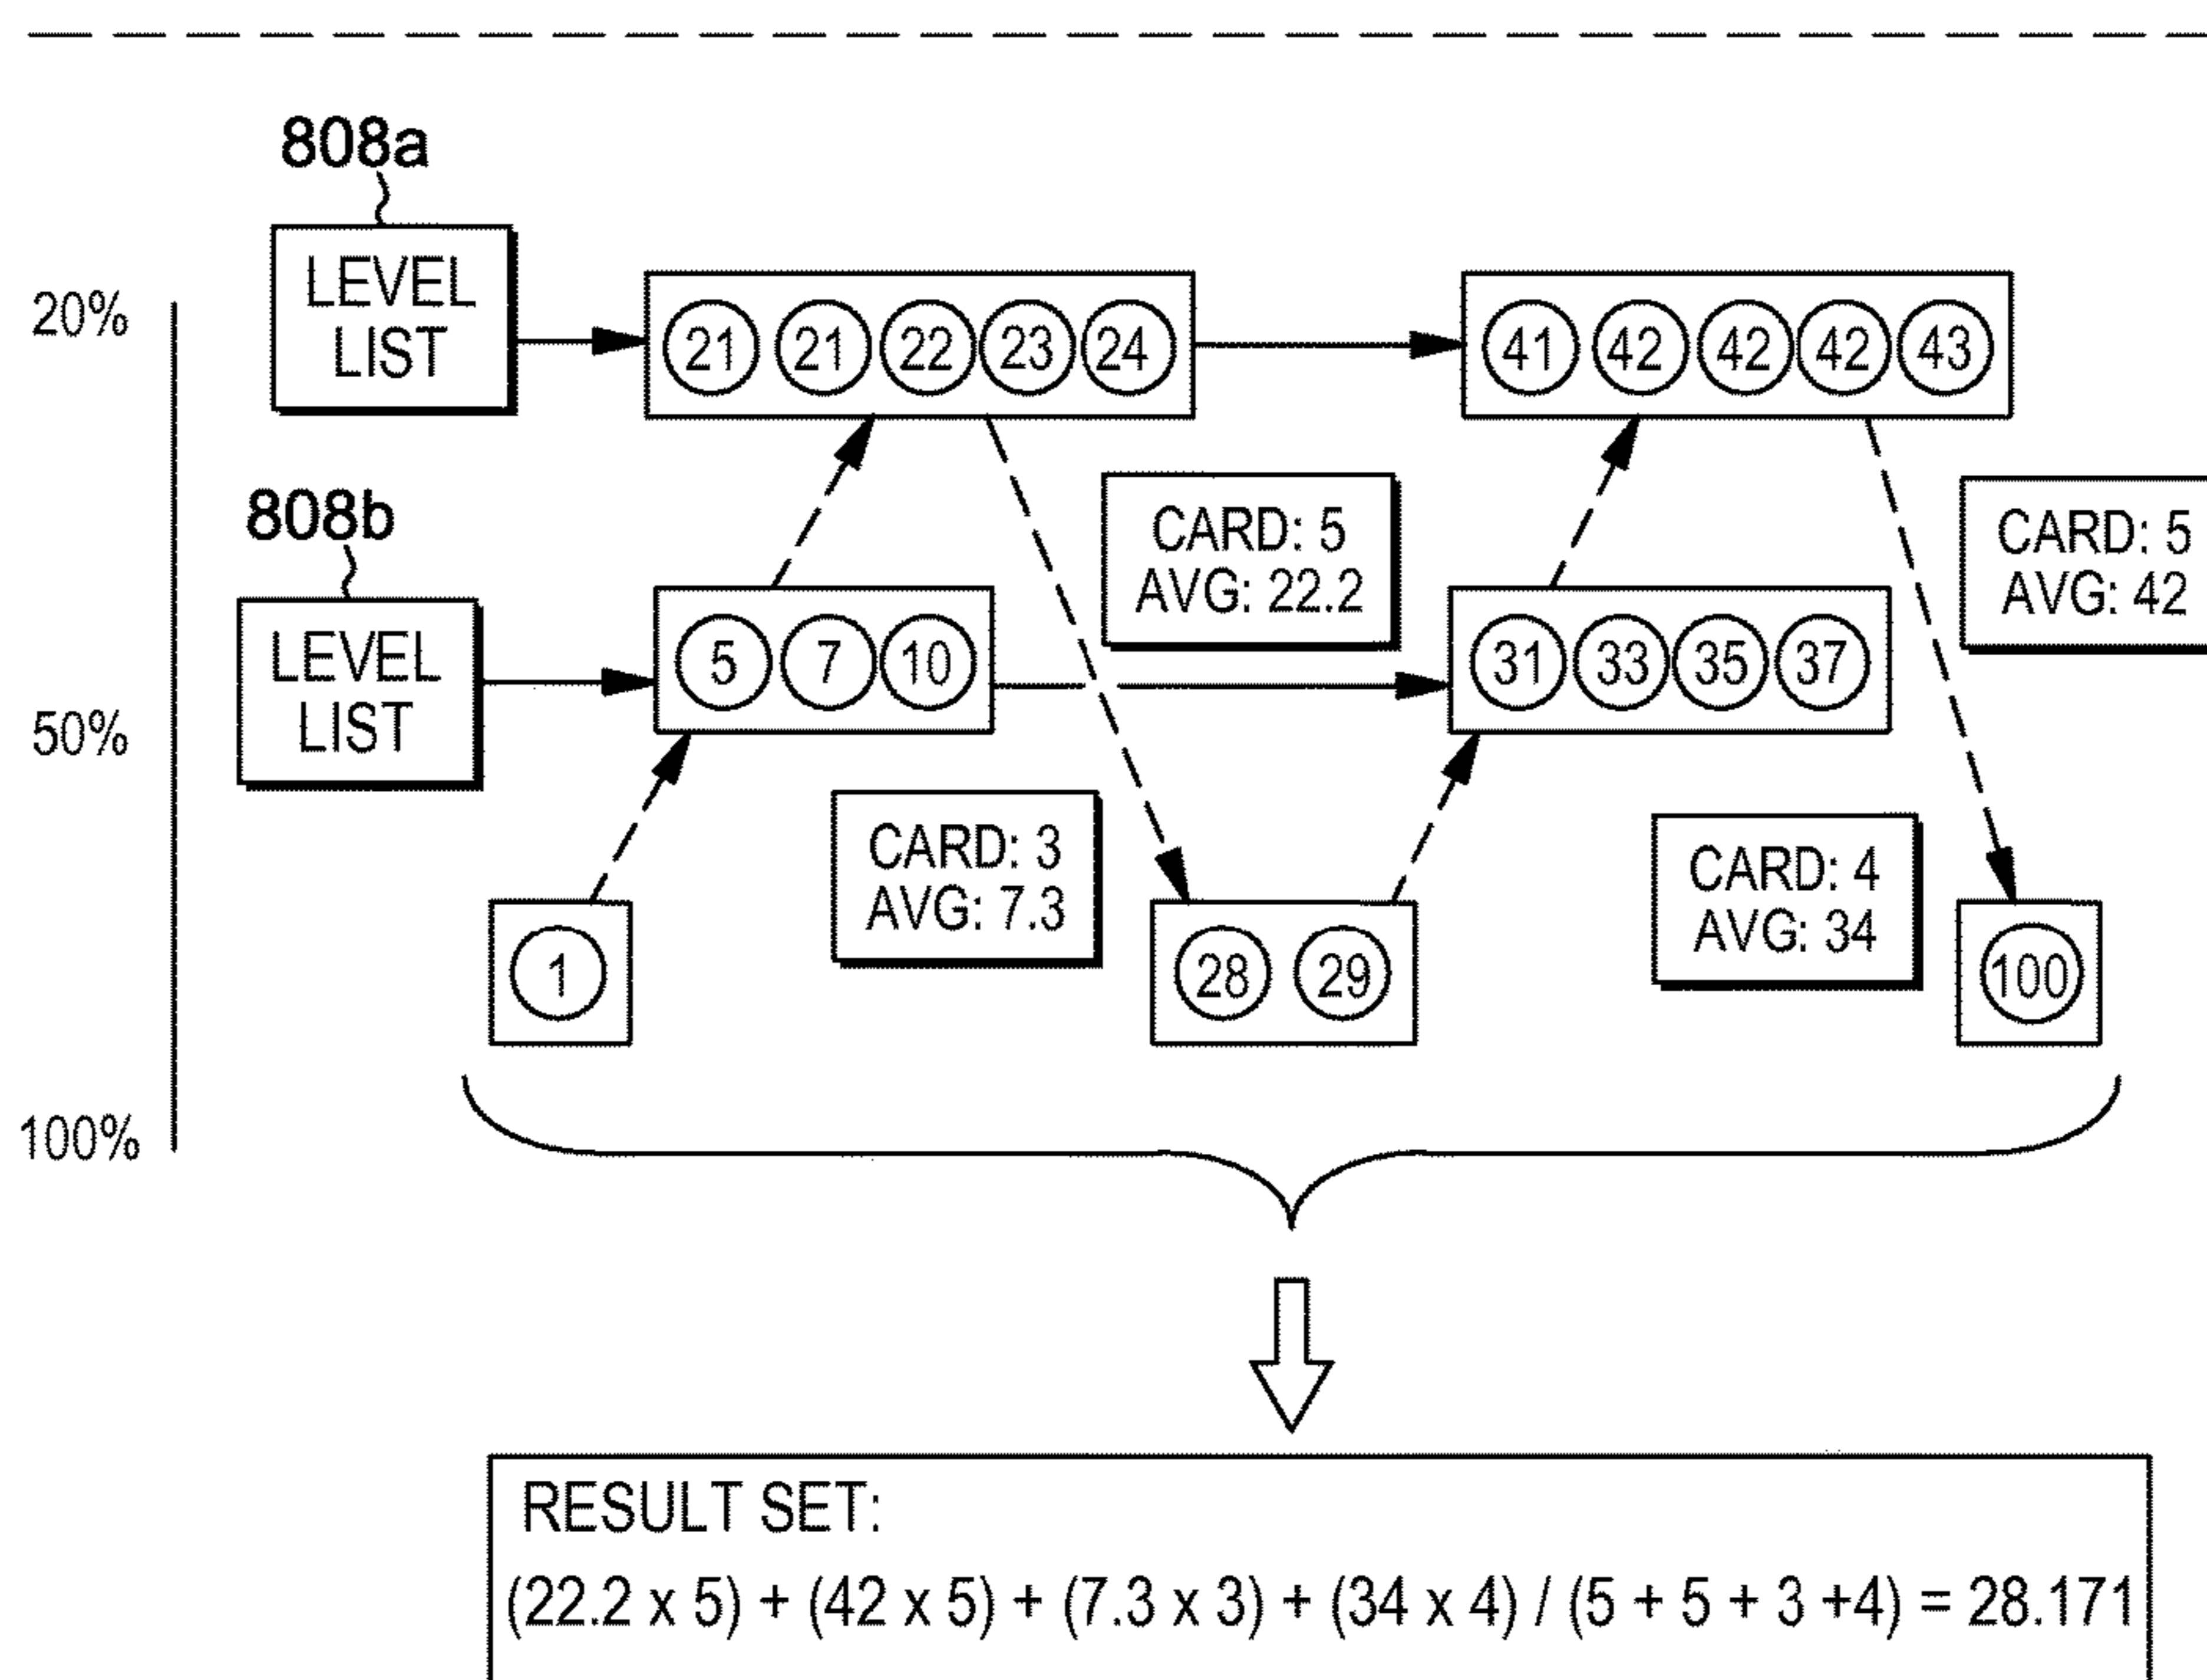 808a
LEVEL
LIST
20%
21 21 22 23 24
41 42 42 42 43
808b
LEVEL
LIST
50%
5 7 10
31 33 35 37
CARD: 5
AVG: 22.2
CARD: 5
AVG: 42
CARD: 3
AVG: 7.3
CARD: 4
AVG: 34
1
28 29
100
100%
RESULT SET:
(22.2 x 5) + (42 x 5) + (7.3 x 3) + (34 x 4) / (5 + 5 + 3 +4) = 28.171